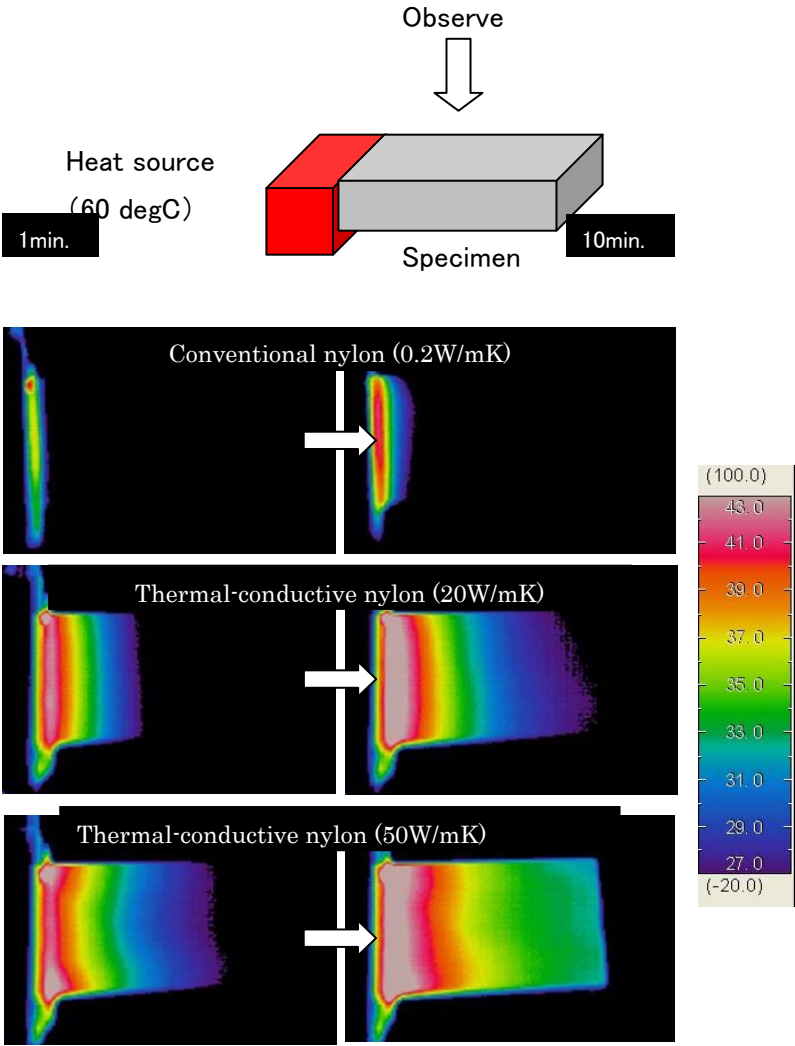 Observe
Heat source
（60 degC）
1min.
10min.
Specimen
Conventional nylon (0.2W/mK)
Thermal-conductive nylon (20W/mK)
Thermal-conductive nylon (50W/mK)
(100.0)
43.0
41.0
39.0
37.0
35.0
33.0
31.0
29.0
27.0
(-20.0)